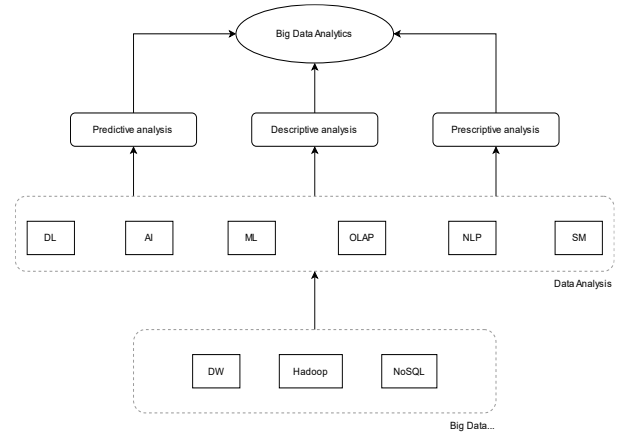 Big Data Analytics
Predictive analysis
Descriptive analysis
Prescriptive analysis
DL
AI
ML
OLAP
NLP
SM
Data Analysis
DW
Hadoop
NoSQL
Big Data...